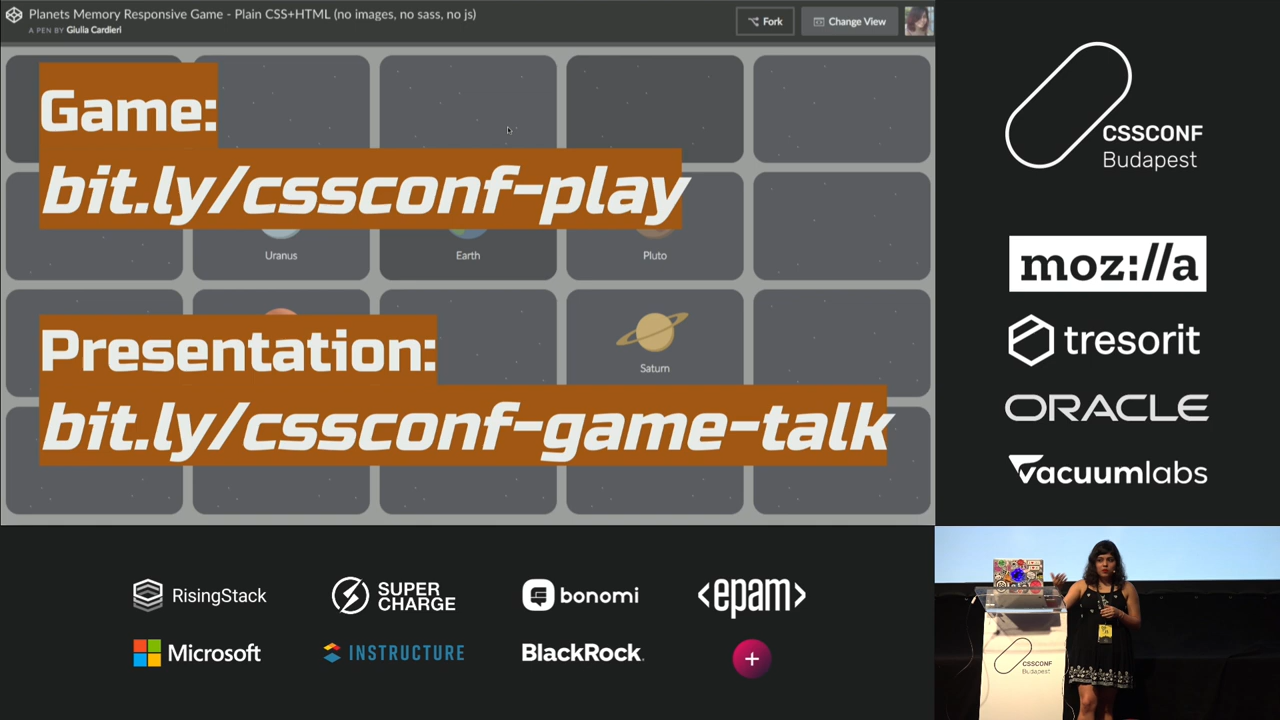 Planets Memory Responsive Game - Plain CSS+HTML (no images, no sass, no js)
A PEN BY Giulia Cardieri
Fork
Change View
Game:
bit.ly/cssconf-play
Uranus
Earth
Pluto
Presentation:
bit.ly/cssconf-game-talk
Saturn
CSSCONF
Budapest
moz://a
tresorit
ORACLE
vacuumlabs
RisingStack
SUPER
CHARGE
bonomi
<epam>
Microsoft
INSTRUCTURE
BLACKROCK.
+
CSSCONF
Budapest